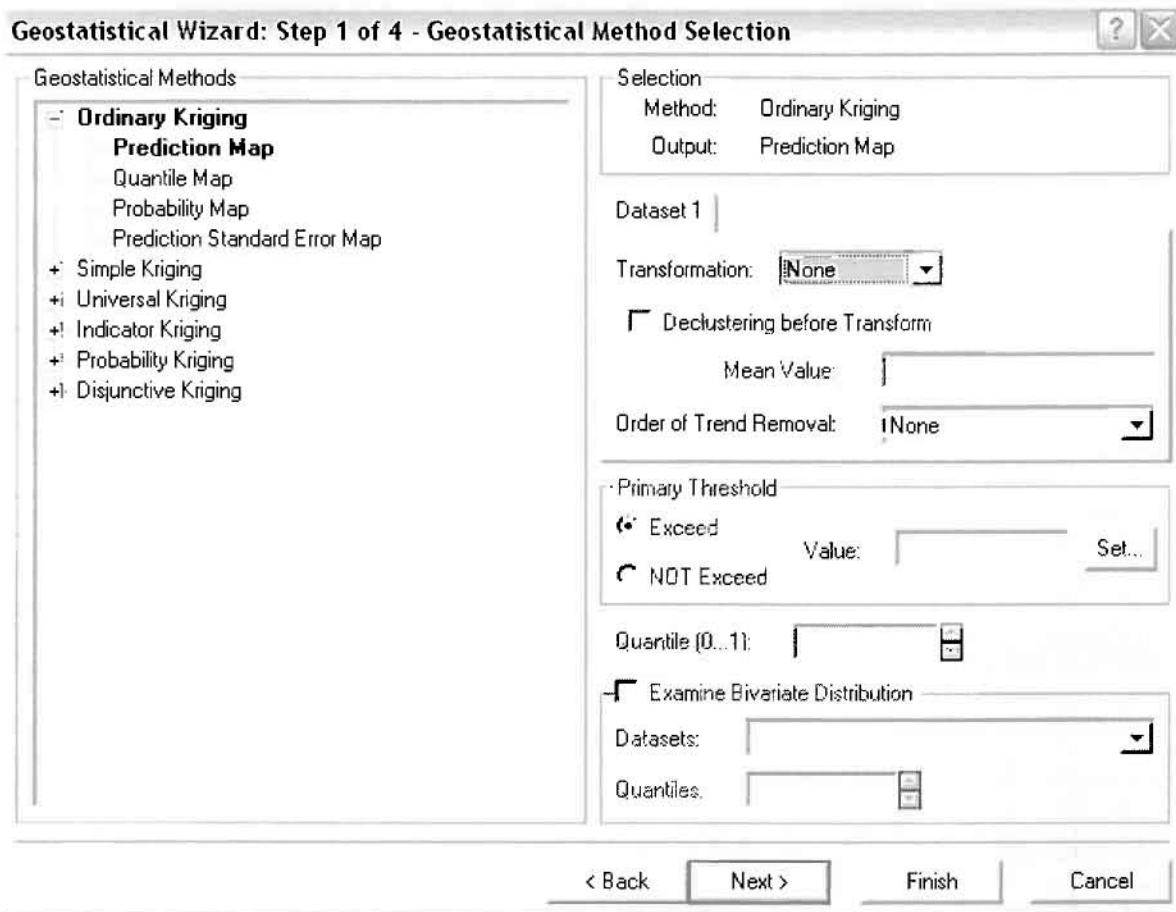 Geostatistical Wizard: Step 1 of 4 - Geostatistical Method Selection
Geostatistical Methods
Ordinary Kriging
Prediction Map
Quantile Map
Probability Map
Prediction Standard Error Map
Simple Kriging
Universal Kriging
Indicator Kriging
Probability Kriging
Disjunctive Kriging
Selection
Method: Ordinary Kriging
Output: Prediction Map
Dataset 1
Transformation: None
Declustering before Transform
Mean Value:
Order of Trend Removal: None
Primary Threshold
Exceed
NOT Exceed
Value:
Set...
Quantile (0...1):
Examine Bivariate Distribution
Datasets:
Quantiles:
< Back
Next >
Finish
Cancel